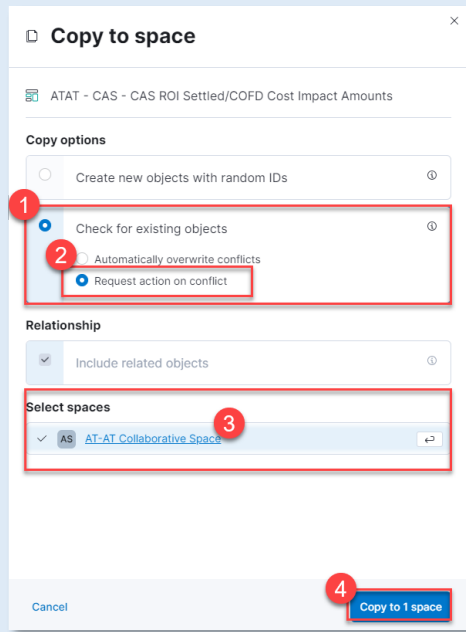 Copy to space
ATAT - CAS - CAS ROI Settled/COFD Cost Impact Amounts
Copy options
Create new objects with random IDs
1
Check for existing objects
2
Automatically overwrite conflicts
Request action on conflict
Relationship
Include related objects
Select spaces
3
AS AT-AT Collaborative Space
4
Cancel Copy to 1 space